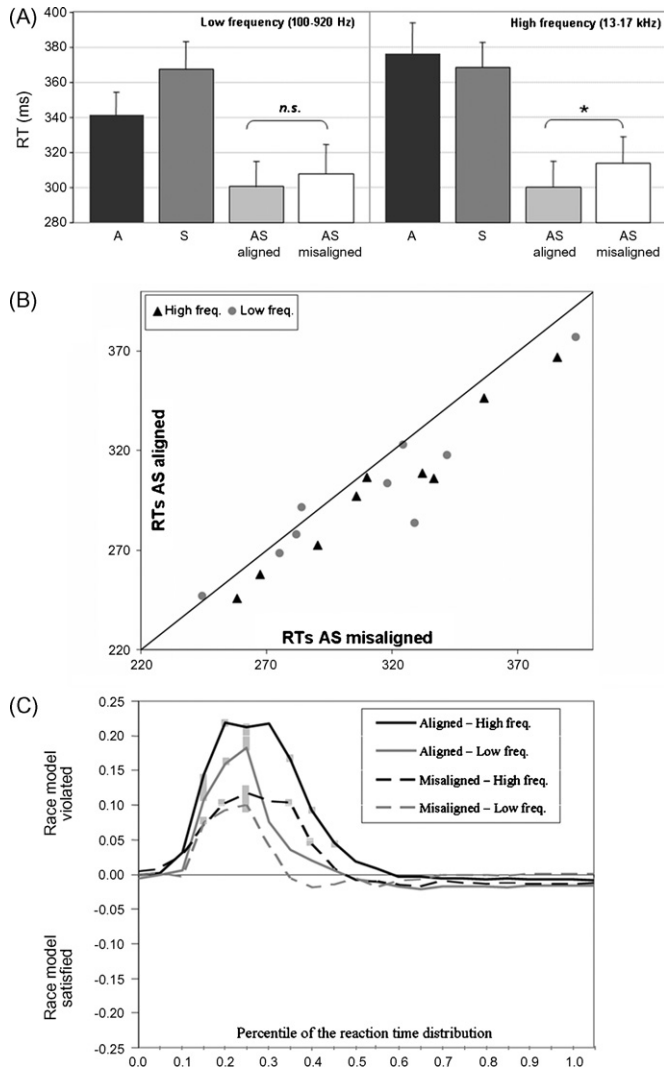 (A)
400
380
360
340
320
300
280
RT (ms)
Low frequency (100-920 Hz)
High frequency (13-17 kHz)
n.s.
*
A
S
AS
aligned
AS
misaligned
A
S
AS
aligned
AS
misaligned
(B)
High freq.
Low freq.
370
320
270
220
RTs AS aligned
RTs AS misaligned
220
270
320
370
(C)
0.25
0.20
0.15
0.10
0.05
0.00
-0.05
-0.10
-0.15
-0.20
-0.25
Race model
violated
Race model
satisfied
Aligned – High freq.
Aligned – Low freq.
Misaligned – High freq.
Misaligned – Low freq.
Percentile of the reaction time distribution
0.0 0.1 0.2 0.3 0.4 0.5 0.6 0.7 0.8 0.9 1.0